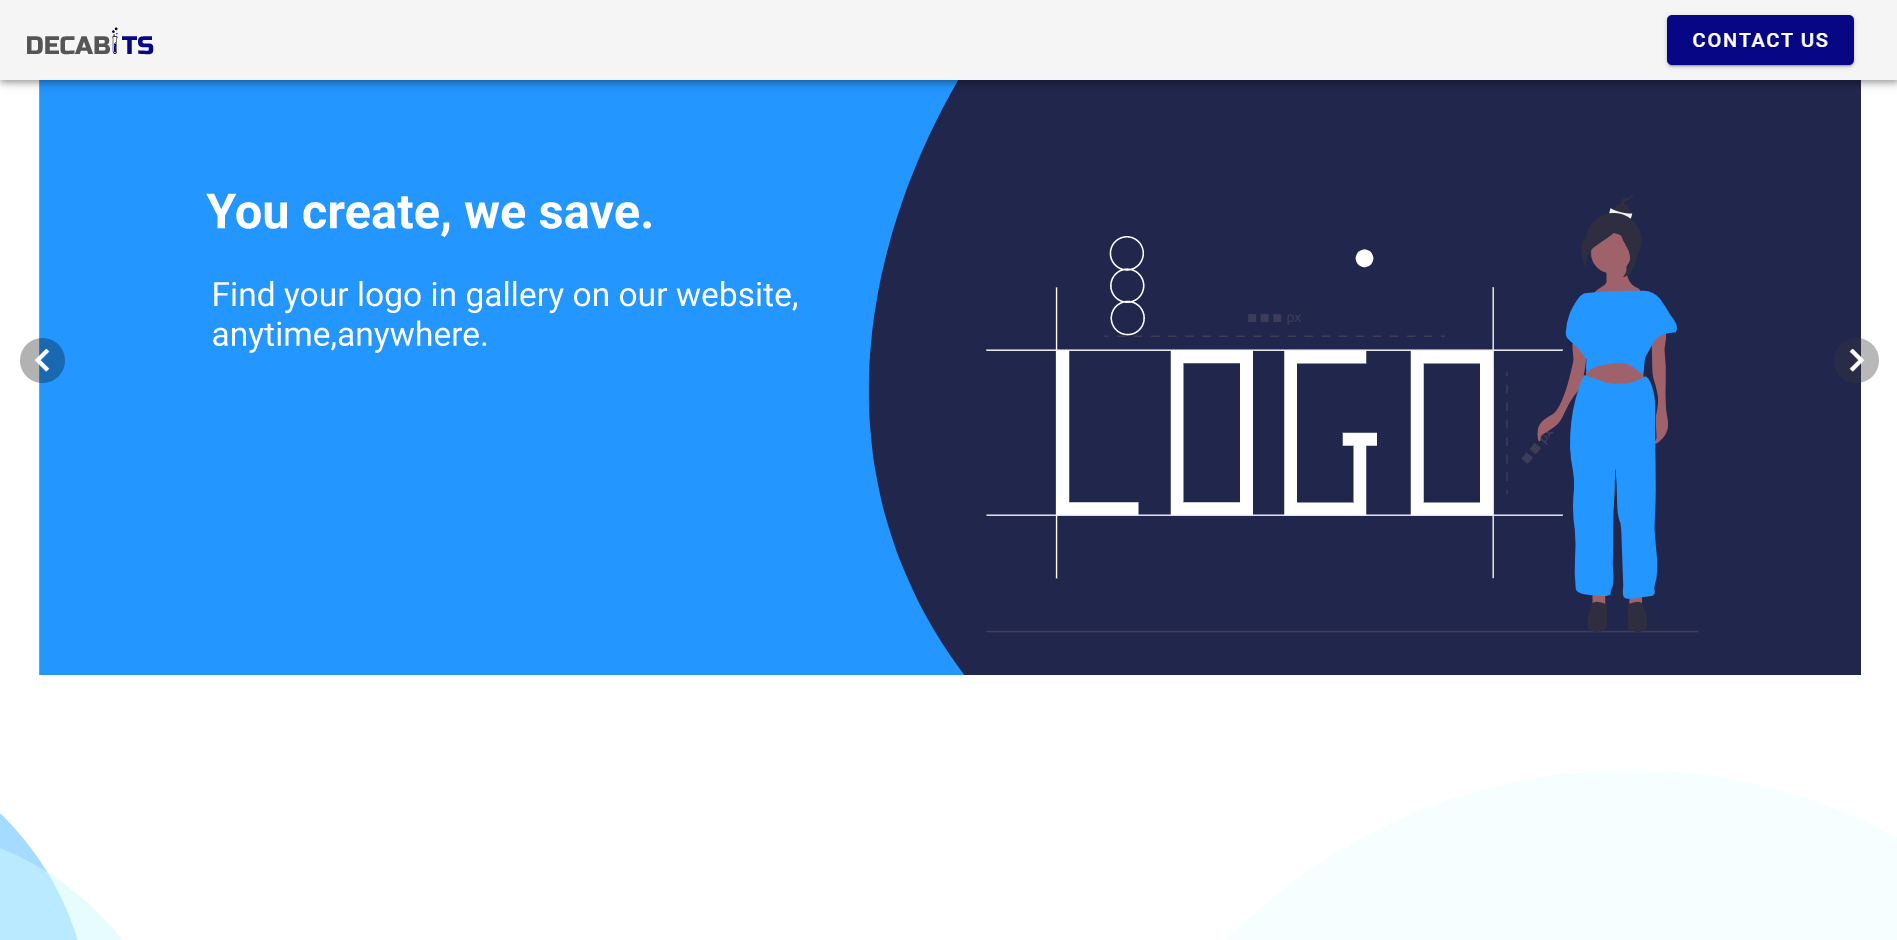 DECABITS
CONTACT US
You create, we save.
Find your logo in gallery on our website,
anytime,anywhere.
px
LOGO
px